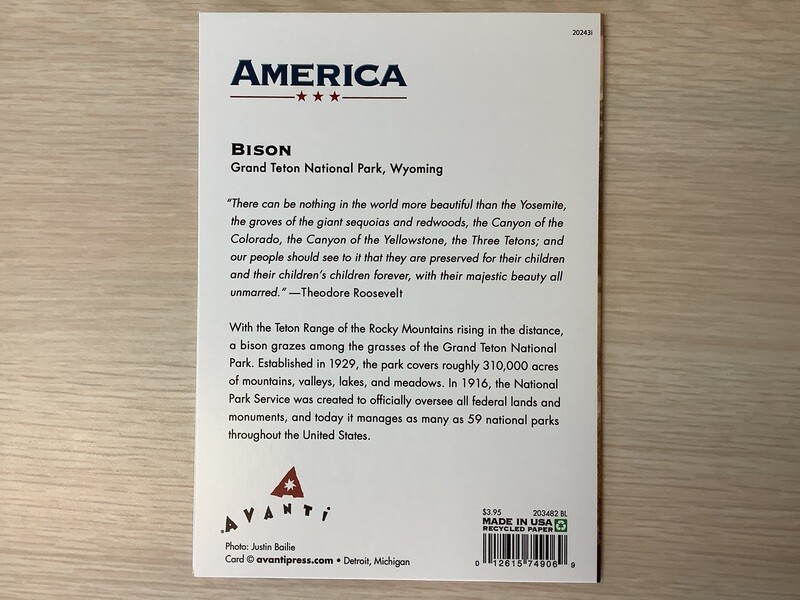 20243i
AMERICA
BISON
Grand Teton National Park, Wyoming
“There can be nothing in the world more beautiful than the Yosemite,
the groves of the giant sequoias and redwoods, the Canyon of the
Colorado, the Canyon of the Yellowstone, the Three Tetons; and
our people should see to it that they are preserved for their children
and their children’s children forever, with their majestic beauty all
unmarred.” —Theodore Roosevelt
With the Teton Range of the Rocky Mountains rising in the distance,
a bison grazes among the grasses of the Grand Teton National
Park. Established in 1929, the park covers roughly 310,000 acres
of mountains, valleys, lakes, and meadows. In 1916, the National
Park Service was created to officially oversee all federal lands and
monuments, and today it manages as many as 59 national parks
throughout the United States.
AVANTi
Photo: Justin Bailie
Card © avantipress.com • Detroit, Michigan
$3.95 203482 BL
MADE IN USA
RECYCLED PAPER
0 12615 74906 9